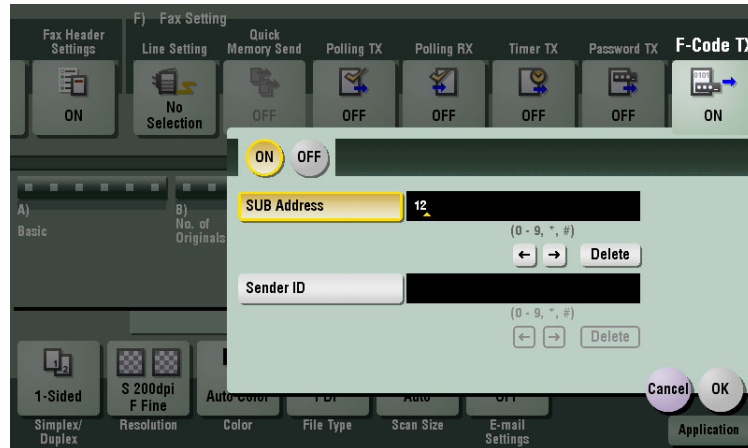 F) Fax Setting
Fax Header
Settings
Line Setting
Quick
Memory Send
Polling TX
Polling RX
Timer TX
Password TX
F-Code TX
ON
No
Selection
OFF
OFF
OFF
OFF
OFF
ON
ON
OFF
A)
Basic
B)
No. of
Originals
SUB Address
12
(0 - 9, *, #)
← → Delete
Sender ID
(0 - 9, *, #)
← → Delete
Cancel
OK
1-Sided
S 200dpi
F Fine
Simplex/
Duplex
Resolution
Color
File Type
Scan Size
E-mail
Settings
Application